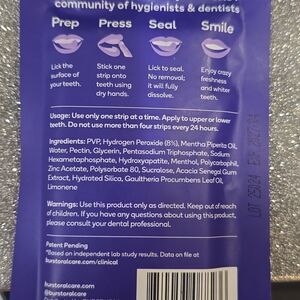 community of hygienists & dentists
Prep Press Seal Smile
Lick the surface of your teeth.
Stick one strip onto teeth using dry hands.
Lick to seal. No removal; it will fully dissolve.
Enjoy crazy freshness and whiter teeth.
Usage: Use only one strip at a time. Apply to upper or lower
teeth. Do not use more than four strips every 24 hours.
Ingredients: PVP, Hydrogen Peroxide (8%), Mentha Piperita Oil,
Water, Pectin, Glycerin, Pentasodium Triphosphate, Sodium
Hexametaphosphate, Hydroxyapatite, Menthol, Polycarbophil,
Zinc Acetate, Polysorbate 80, Sucralose, Acacia Senegal Gum
Extract, Hydrated Silica, Gaultheria Procumbens Leaf Oil,
Limonene
Warnings: Use this product only as directed. Keep out of reach
of children. If you have any questions about using this product,
please consult your dental professional.
Patent Pending
*Based on independent lab study results. Data on file at
burstoralcare.com/clinical
burstoralcare.com
@burstoralcare
LOT